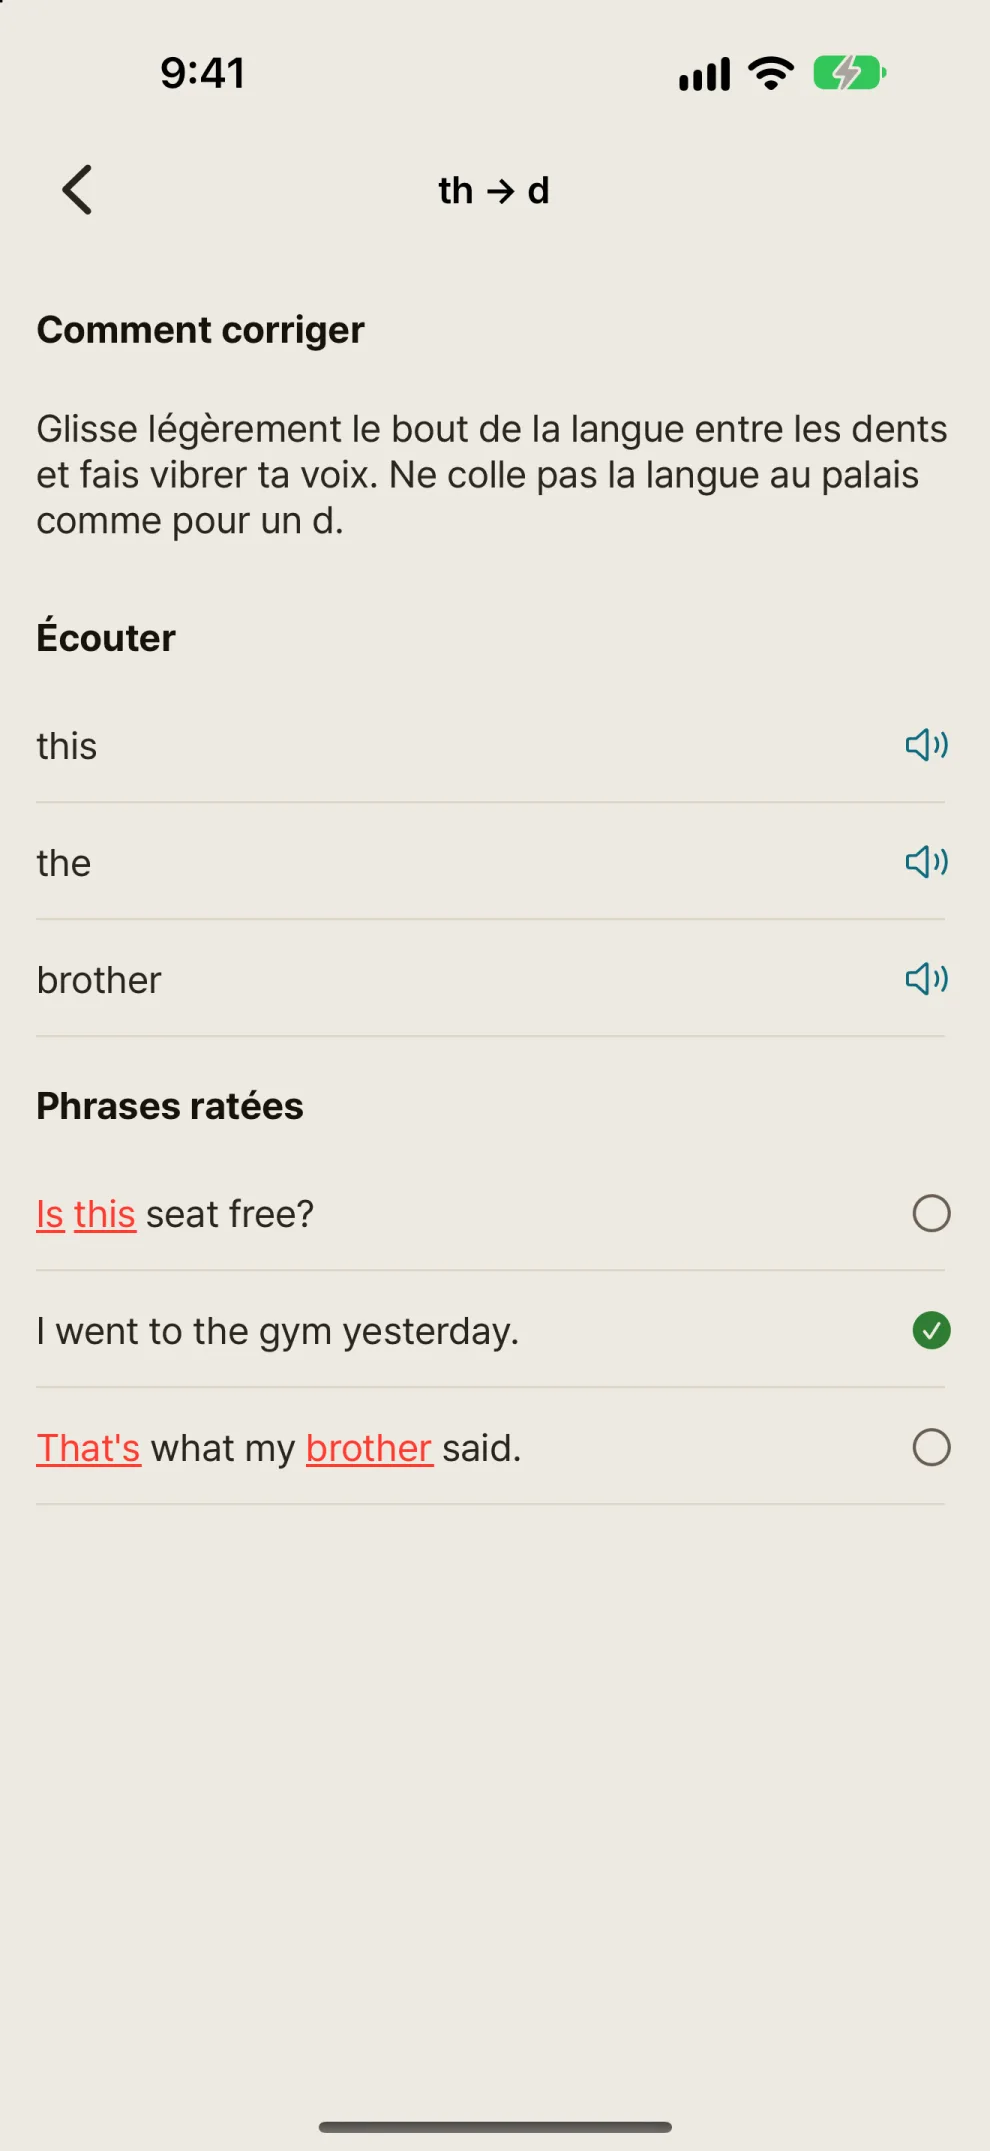 9:41
th → d
Comment corriger
Glisse légèrement le bout de la langue entre les dents
et fais vibrer ta voix. Ne colle pas la langue au palais
comme pour un d.
Écouter
this
the
brother
Phrases ratées
Is this seat free?
I went to the gym yesterday.
That's what my brother said.